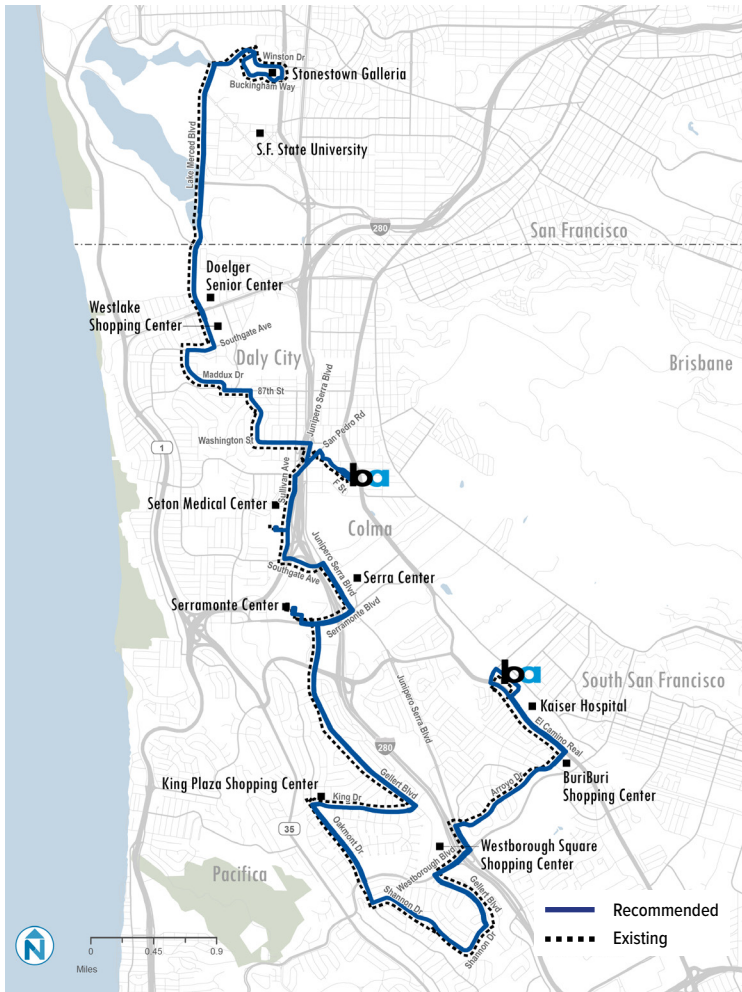 Winston Dr
Stonestown Galleria
Buckingham Way
S.F. State University
Lake Merced Blvd
280
San Francisco
Doelger
Senior Center
Westlake
Shopping Center
Southgate Ave
Daly City
Brisbane
Maddux Dr
87th St
Junipero Serra Blvd
San Pedro Rd
Washington St
1
F St
ba
Sullivan Ave
Seton Medical Center
Colma
Junipero Serra Blvd
Southgate Ave
Serra Center
Serramonte Center
Serramonte Blvd
ba
South San Francisco
Junipero Serra Blvd
Kaiser Hospital
El Camino Real
280
King Plaza Shopping Center
Gellert Blvd
Arroyo Dr
BuriBuri
Shopping Center
King Dr
35
Oakmont Dr
Westborough Blvd
Westborough Square
Shopping Center
Pacifica
Shannon Dr
Gellert Blvd
Shannon Dr
Recommended
Existing
N
0 0.45 0.9
Miles